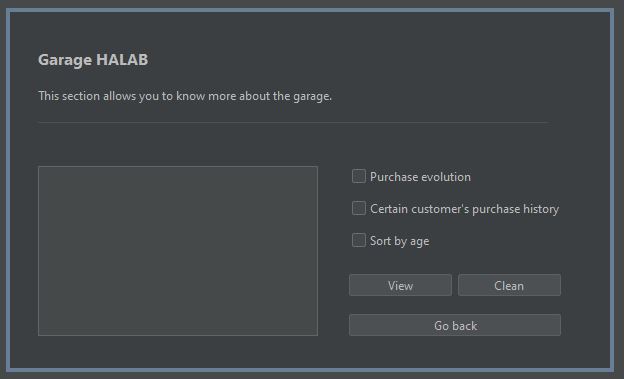 Garage HALAB
This section allows you to know more about the garage.
Purchase evolution
Certain customer's purchase history
Sort by age
View
Clean
Go back